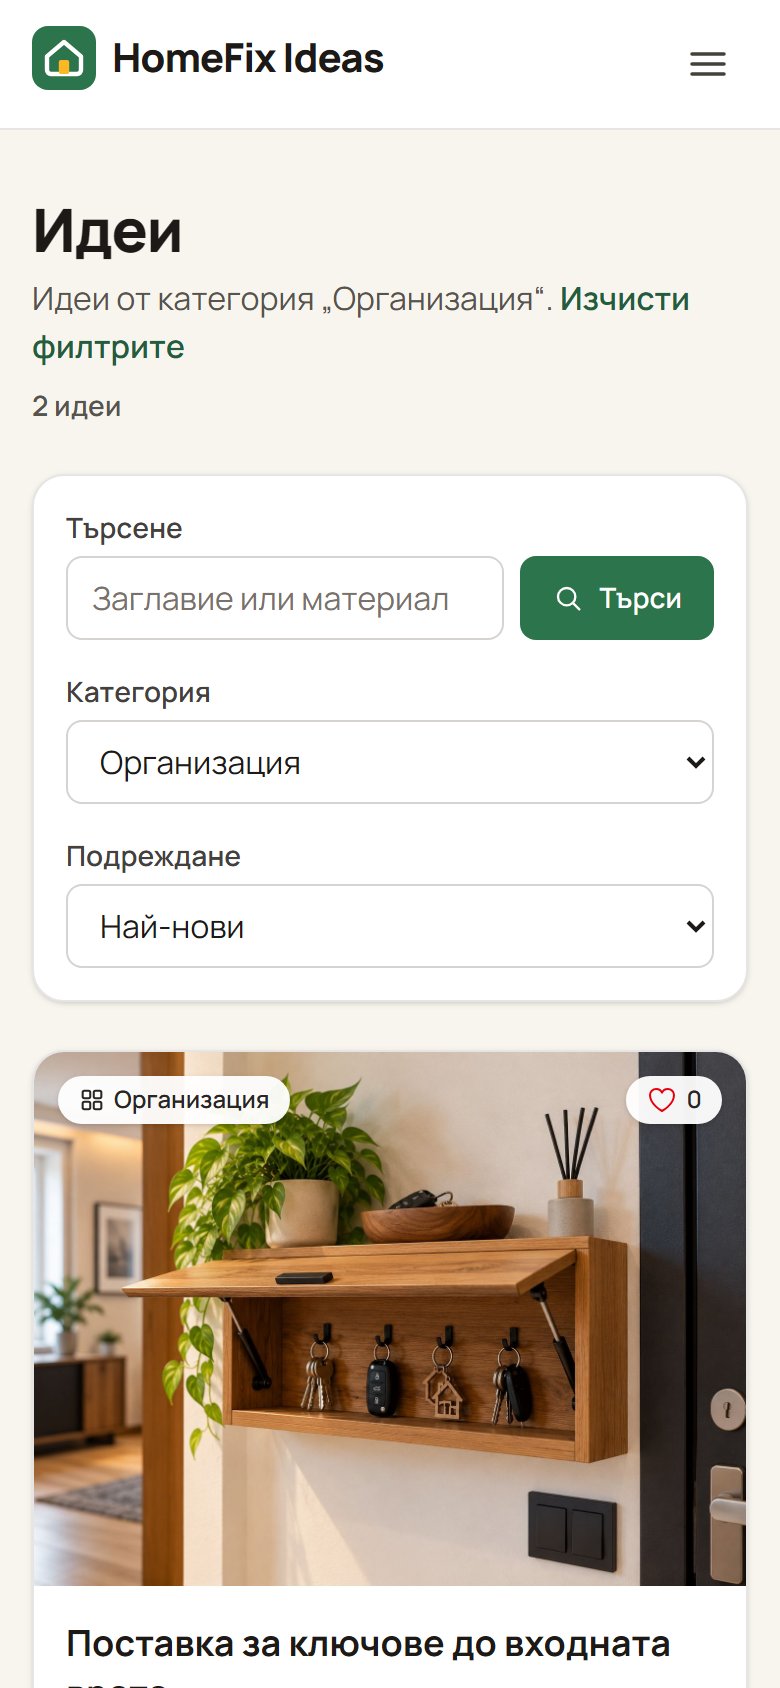 HomeFix Ideas
Идеи
Идеи от категория „Организация“. Изчисти
филтрите
2 идеи
Търсене
Заглавие или материал
Търси
Категория
Организация
Подреждане
Най-нови
Организация
0
Поставка за ключове до входната